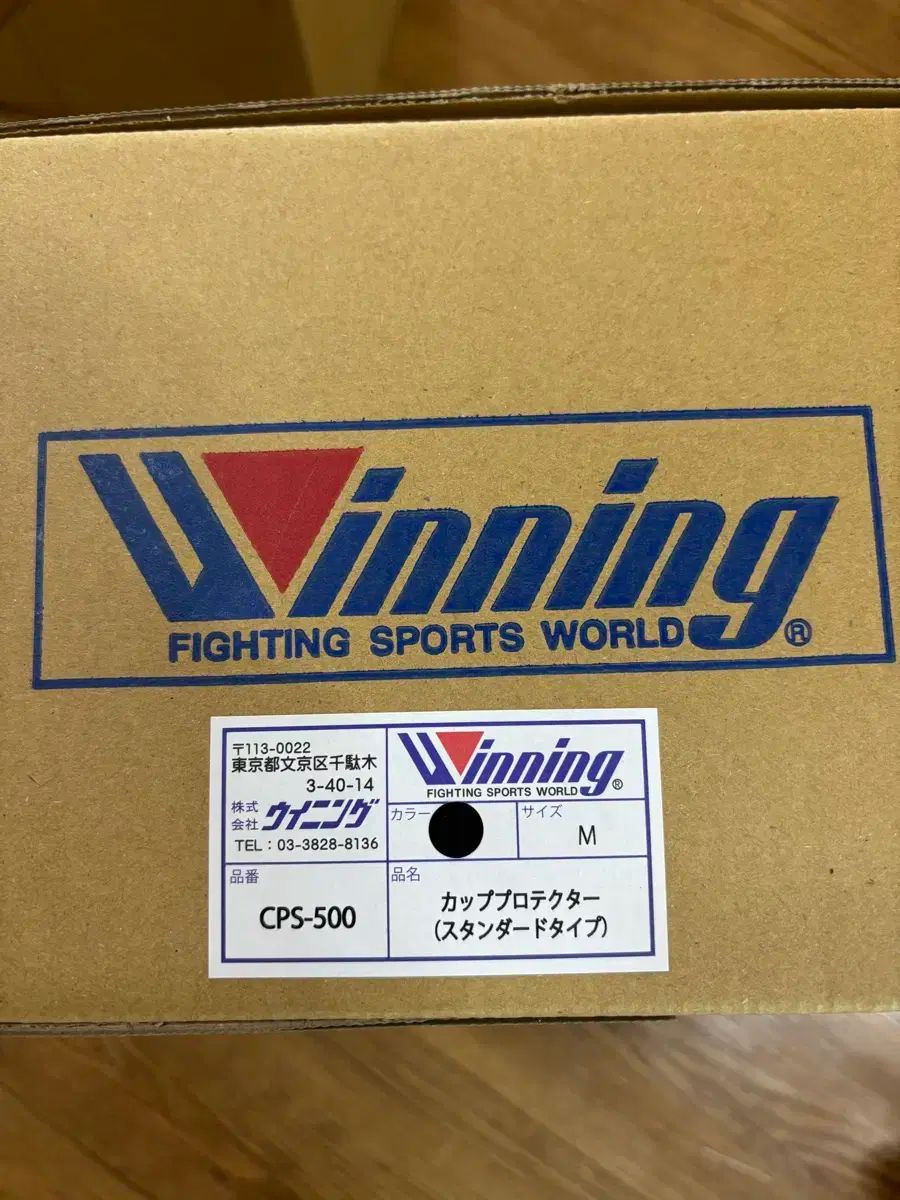 Winning
FIGHTING SPORTS WORLD ®
〒113-0022
東京都文京区千駄木
3-40-14
株式会社 ウイニング
TEL : 03-3828-8136
Winning
FIGHTING SPORTS WORLD ®
カラー
サイズ
M
品番
CPS-500
品名
カッププロテクター
(スタンダードタイプ)